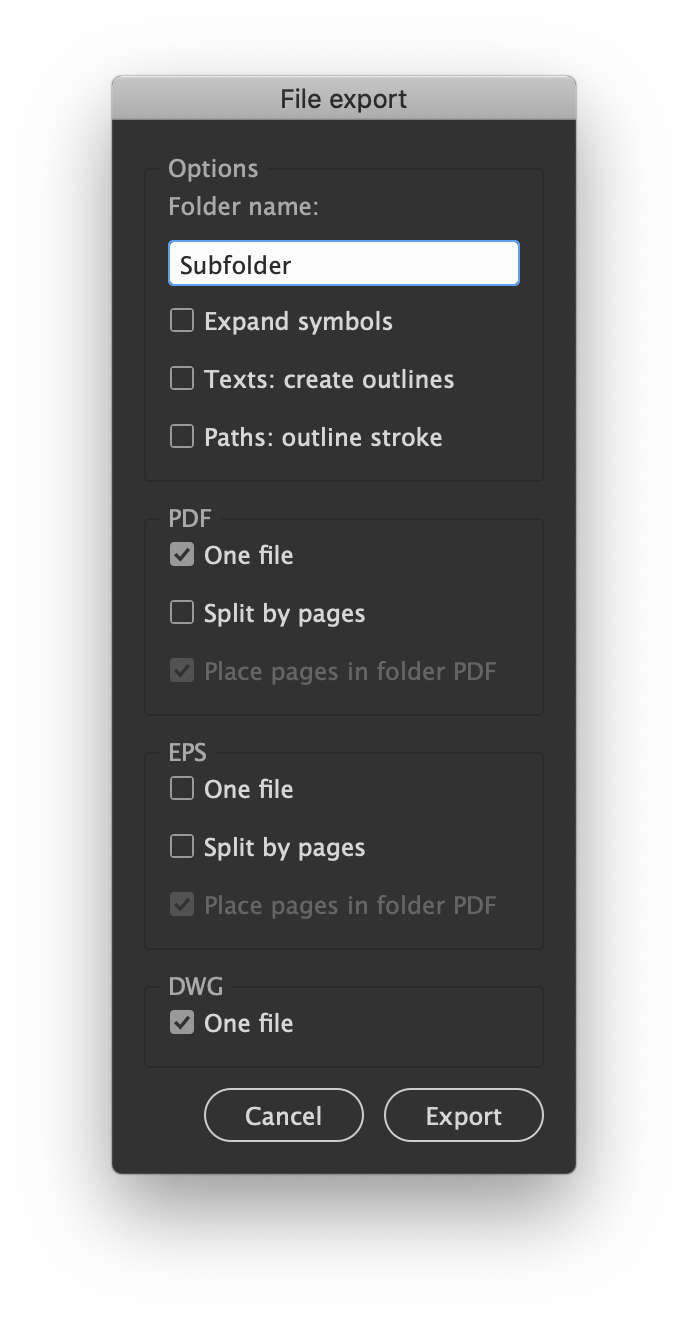 File export
Options
Folder name:
Subfolder
Expand symbols
Texts: create outlines
Paths: outline stroke
PDF
One file
Split by pages
Place pages in folder PDF
EPS
One file
Split by pages
Place pages in folder PDF
DWG
One file
Cancel Export